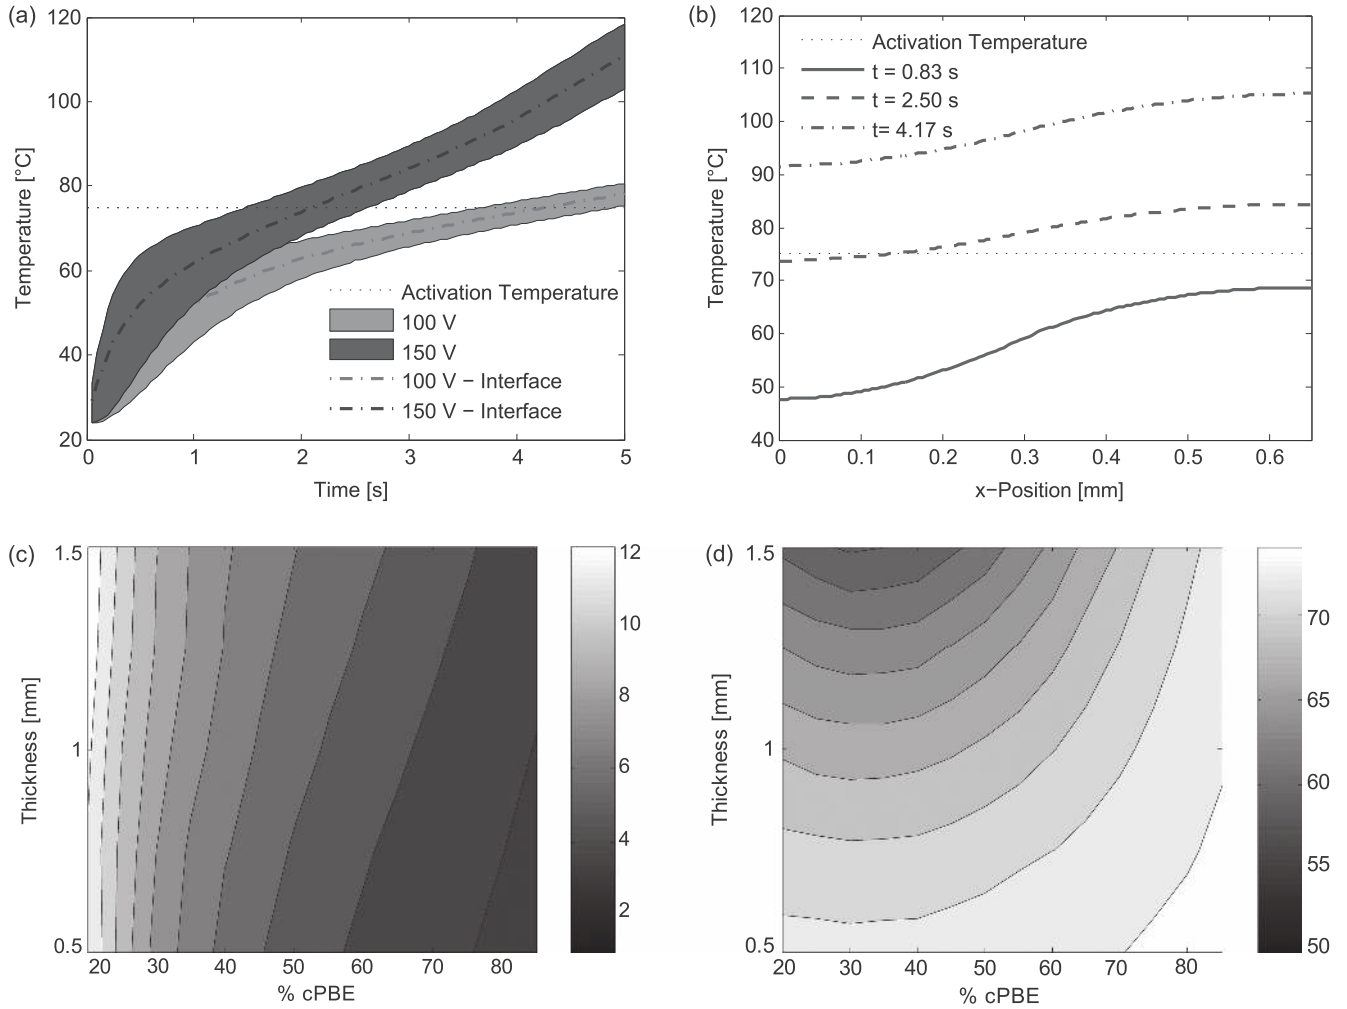 (a)
120
100
80
60
40
20
Temperature [°C]
Activation Temperature
100 V
150 V
100 V − Interface
150 V − Interface
0 1 2 3 4 5
Time [s]
(b)
120
110
100
90
80
70
60
50
40
Temperature [°C]
Activation Temperature
t = 0.83 s
t = 2.50 s
t= 4.17 s
0 0.1 0.2 0.3 0.4 0.5 0.6
x−Position [mm]
(c)
1.5
1
0.5
Thickness [mm]
20 30 40 50 60 70 80
% cPBE
12
10
8
6
4
2
(d)
1.5
1
0.5
Thickness [mm]
20 30 40 50 60 70 80
% cPBE
70
65
60
55
50